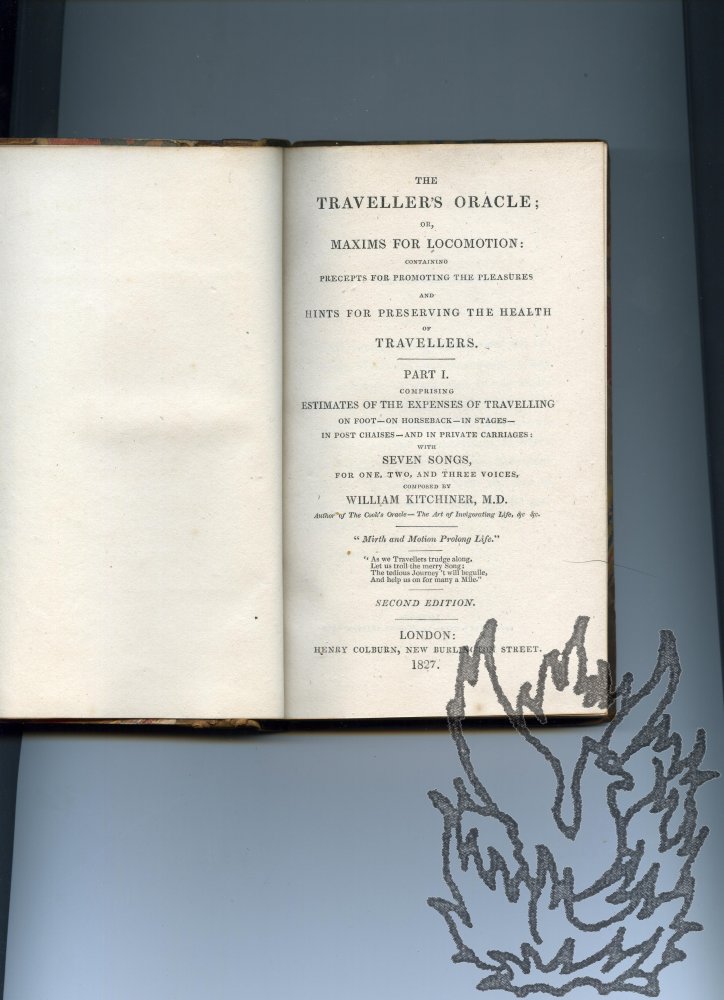 THE
TRAVELLER'S ORACLE;
OR,
MAXIMS FOR LOCOMOTION:
CONTAINING
PRECEPTS FOR PROMOTING THE PLEASURES
AND
HINTS FOR PRESERVING THE HEALTH
OF
TRAVELLERS.
PART I.
COMPRISING
ESTIMATES OF THE EXPENSES OF TRAVELLING
ON FOOT—ON HORSEBACK—IN STAGES—
IN POST CHAISES—AND IN PRIVATE CARRIAGES:
WITH
SEVEN SONGS,
FOR ONE, TWO, AND THREE VOICES,
COMPOSED BY
WILLIAM KITCHINER, M.D.
Author of The Cook's Oracle—The Art of Invigorating Life, &c &c.
"Mirth and Motion Prolong Life."
"As we Travellers trudge along,
Let us troll the merry Song;
The tedious Journey 't will beguile,
And help us on for many a Mile."
SECOND EDITION.
LONDON:
HENRY COLBURN, NEW BURLINGTON STREET.
1827.